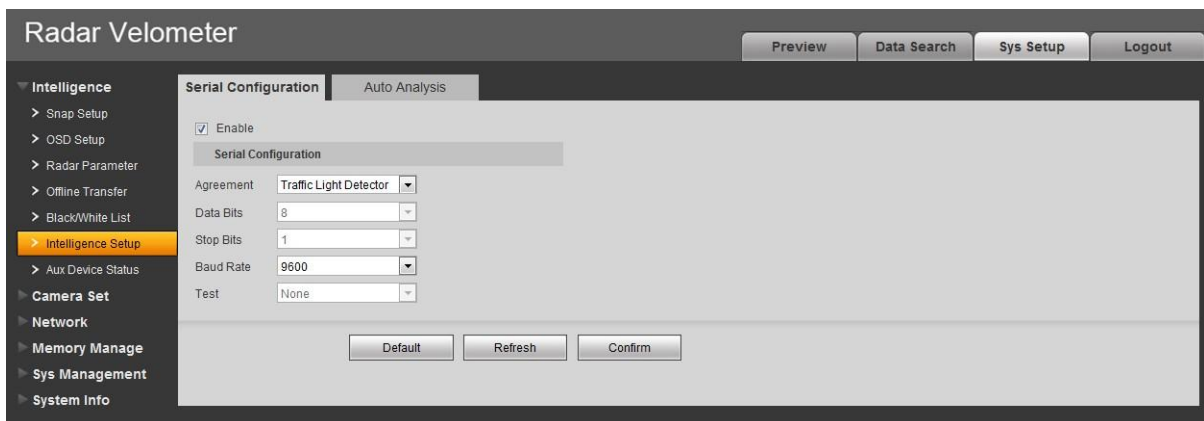 Radar Velometer
Preview Data Search Sys Setup Logout
Intelligence
Snap Setup
OSD Setup
Radar Parameter
Offline Transfer
Black/White List
Intelligence Setup
Aux Device Status
Camera Set
Network
Memory Manage
Sys Management
System Info
Serial Configuration Auto Analysis
Enable
Serial Configuration
Agreement Traffic Light Detector
Data Bits 8
Stop Bits 1
Baud Rate 9600
Test None
Default Refresh Confirm